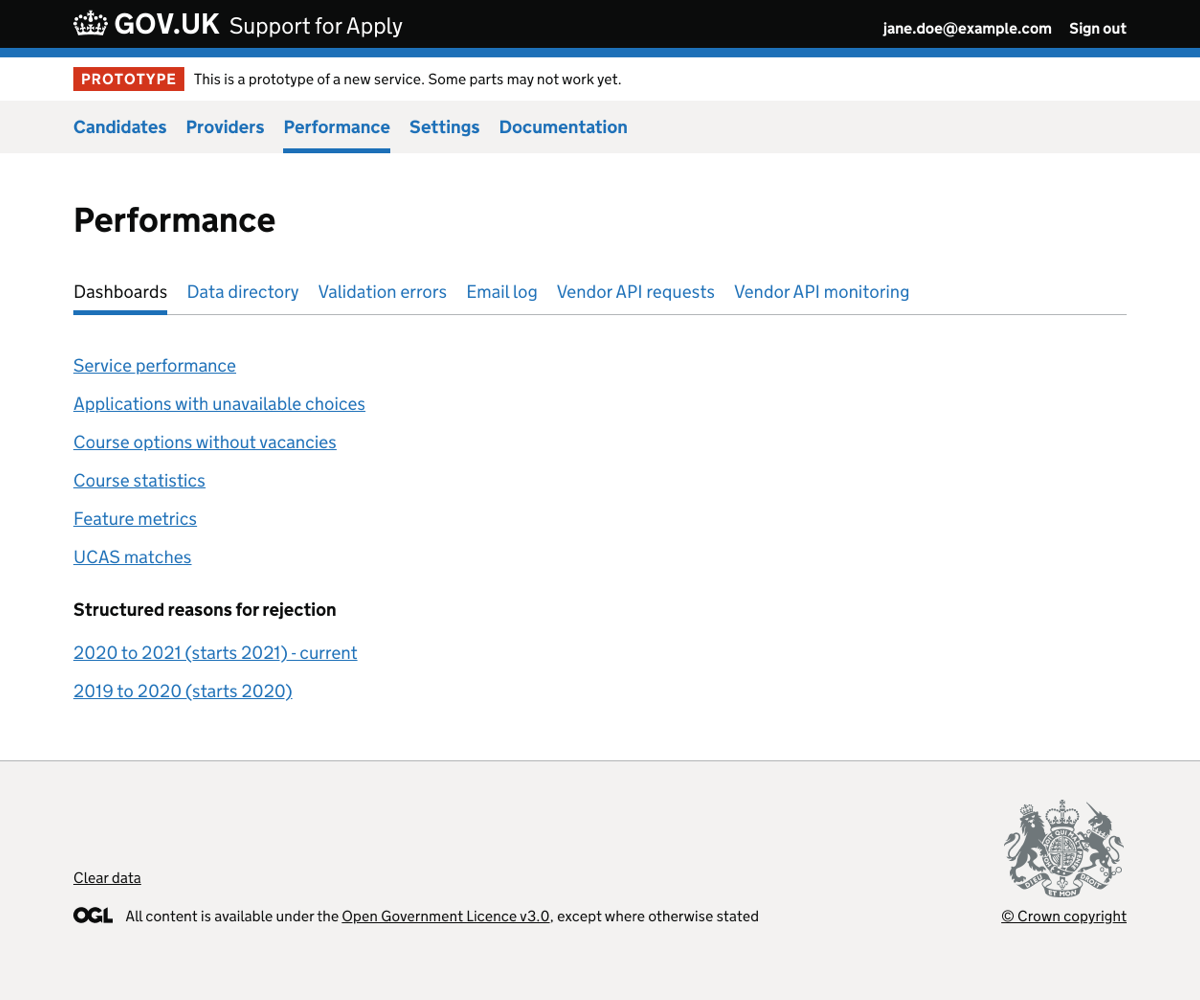 GOV.UK Support for Apply
jane.doe@example.com Sign out
PROTOTYPE This is a prototype of a new service. Some parts may not work yet.
Candidates Providers Performance Settings Documentation
Performance
Dashboards Data directory Validation errors Email log Vendor API requests Vendor API monitoring
Service performance
Applications with unavailable choices
Course options without vacancies
Course statistics
Feature metrics
UCAS matches
Structured reasons for rejection
2020 to 2021 (starts 2021) - current
2019 to 2020 (starts 2020)
DIEU ET MON DROIT
Clear data
OGL All content is available under the Open Government Licence v3.0, except where otherwise stated
© Crown copyright